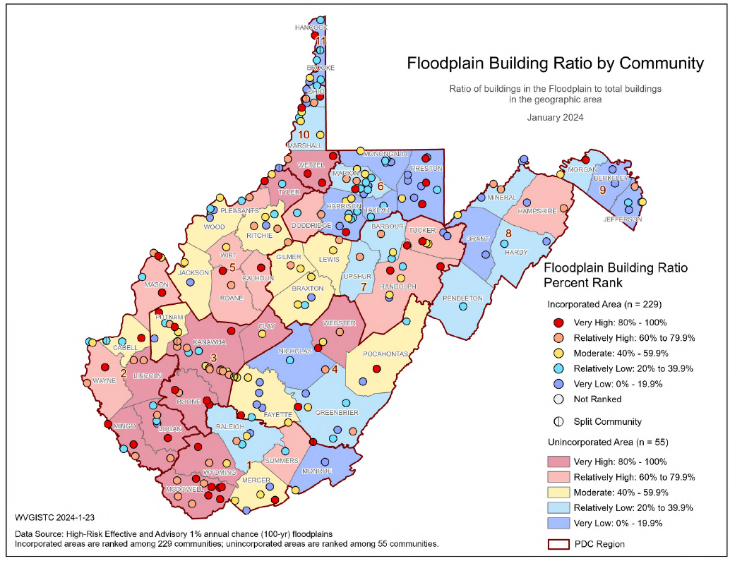 Floodplain Building Ratio by Community
Ratio of buildings in the Floodplain to total buildings
in the geographic area
January 2024
HANCOCK
11
BROOKE
OHIO
10
MARSHALL
WETZEL
MONONGALIA
PRESTON
MARION
6
TYLER
MORGAN
BERKELEY
9
JEFFERSON
MINERAL
HAMPSHIRE
PLEASANTS
WOOD
RITCHIE
DODDRIDGE
HARRISON
TAYLOR
BARBOUR
TUCKER
GRANT
8
HARDY
WIRT
5
GILMER
LEWIS
UPSHUR
7
RANDOLPH
JACKSON
CALHOUN
ROANE
BRAXTON
PENDLETON
MASON
PUTNAM
CABELL
KANAWHA
CLAY
WEBSTER
NICHOLAS
POCAHONTAS
3
4
2
WAYNE
LINCOLN
BOONE
FAYETTE
GREENBRIER
MINGO
LOGAN
RALEIGH
SUMMERS
MONROE
WYOMING
1
MERCER
MCDOWELL
Floodplain Building Ratio
Percent Rank
Incorporated Area (n = 229)
Very High: 80% - 100%
Relatively High: 60% to 79.9%
Moderate: 40% - 59.9%
Relatively Low: 20% to 39.9%
Very Low: 0% - 19.9%
Not Ranked
Split Community
Unincorporated Area (n = 55)
Very High: 80% - 100%
Relatively High: 60% to 79.9%
Moderate: 40% - 59.9%
Relatively Low: 20% to 39.9%
Very Low: 0% - 19.9%
PDC Region
WVGISTC 2024-1-23
Data Source: High-Risk Effective and Advisory 1% annual chance (100-yr) floodplains
Incorporated areas are ranked among 229 communities; unincorporated areas are ranked among 55 communities.